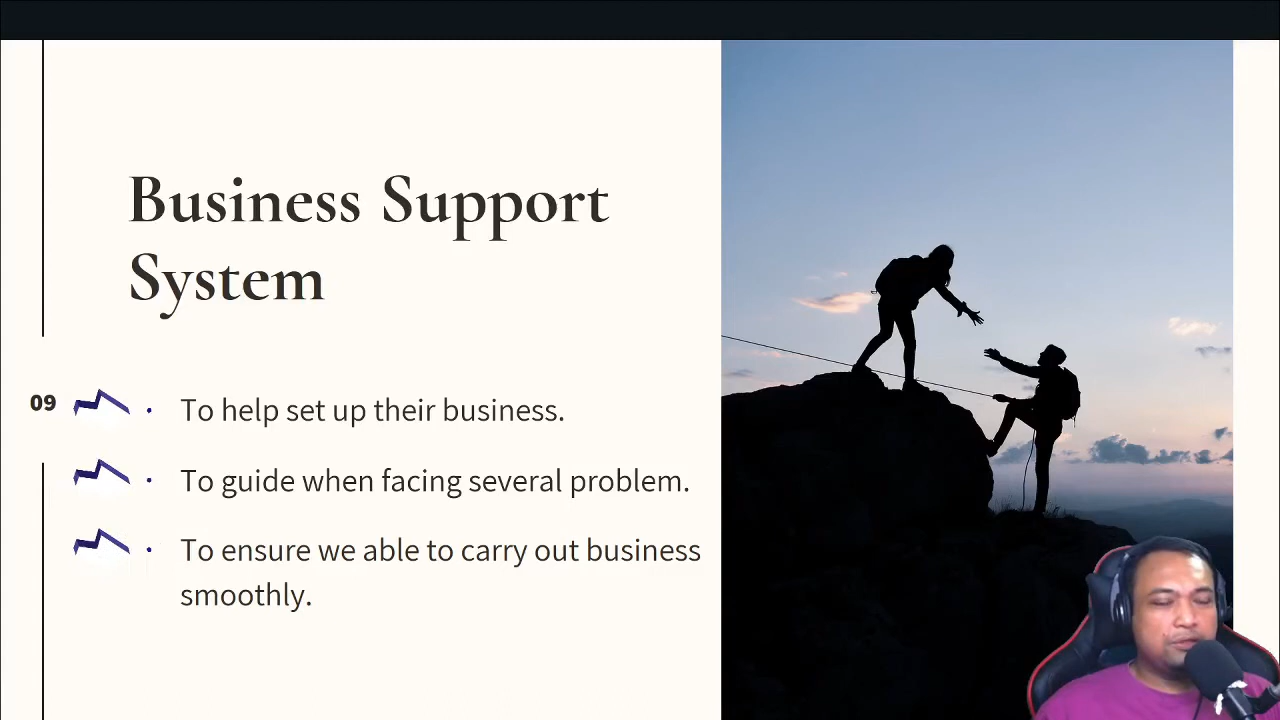 Business Support
System
09
· To help set up their business.
· To guide when facing several problem.
· To ensure we able to carry out business
smoothly.